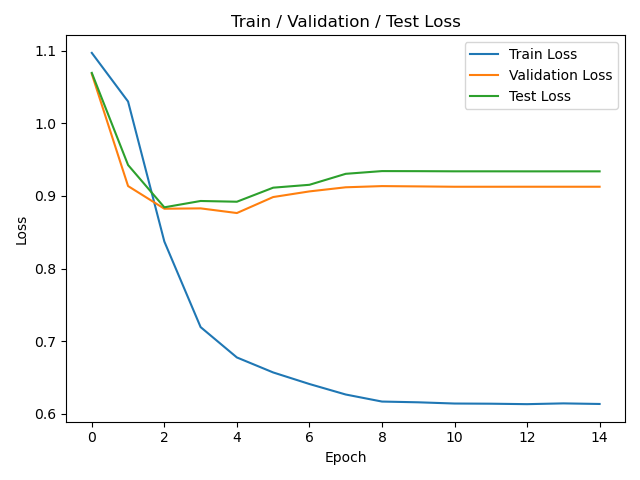 Train / Validation / Test Loss
Train Loss
Validation Loss
Test Loss
Loss
1.1
1.0
0.9
0.8
0.7
0.6
0 2 4 6 8 10 12 14
Epoch